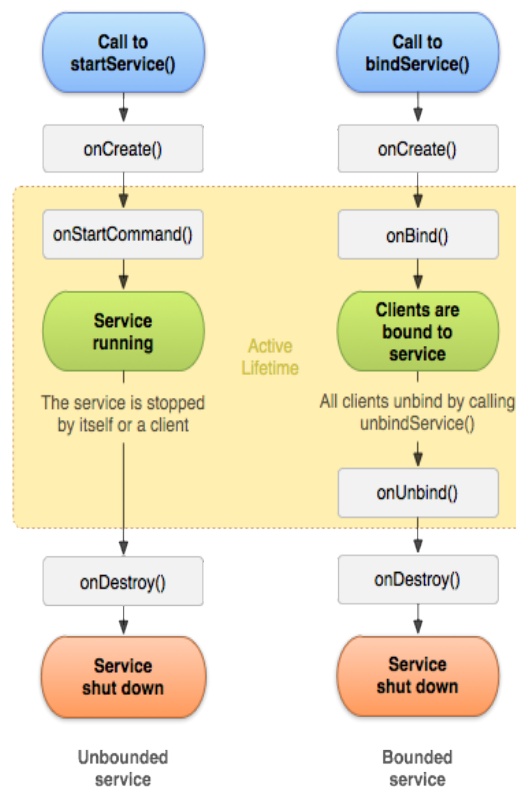 Call to
startService()
Call to
bindService()
onCreate()
onCreate()
onStartCommand()
onBind()
Service
running
Clients are
bound to
service
Active
Lifetime
The service is stopped
by itself or a client
All clients unbind by calling
unbindService()
onUnbind()
onDestroy()
onDestroy()
Service
shut down
Service
shut down
Unbounded
service
Bounded
service